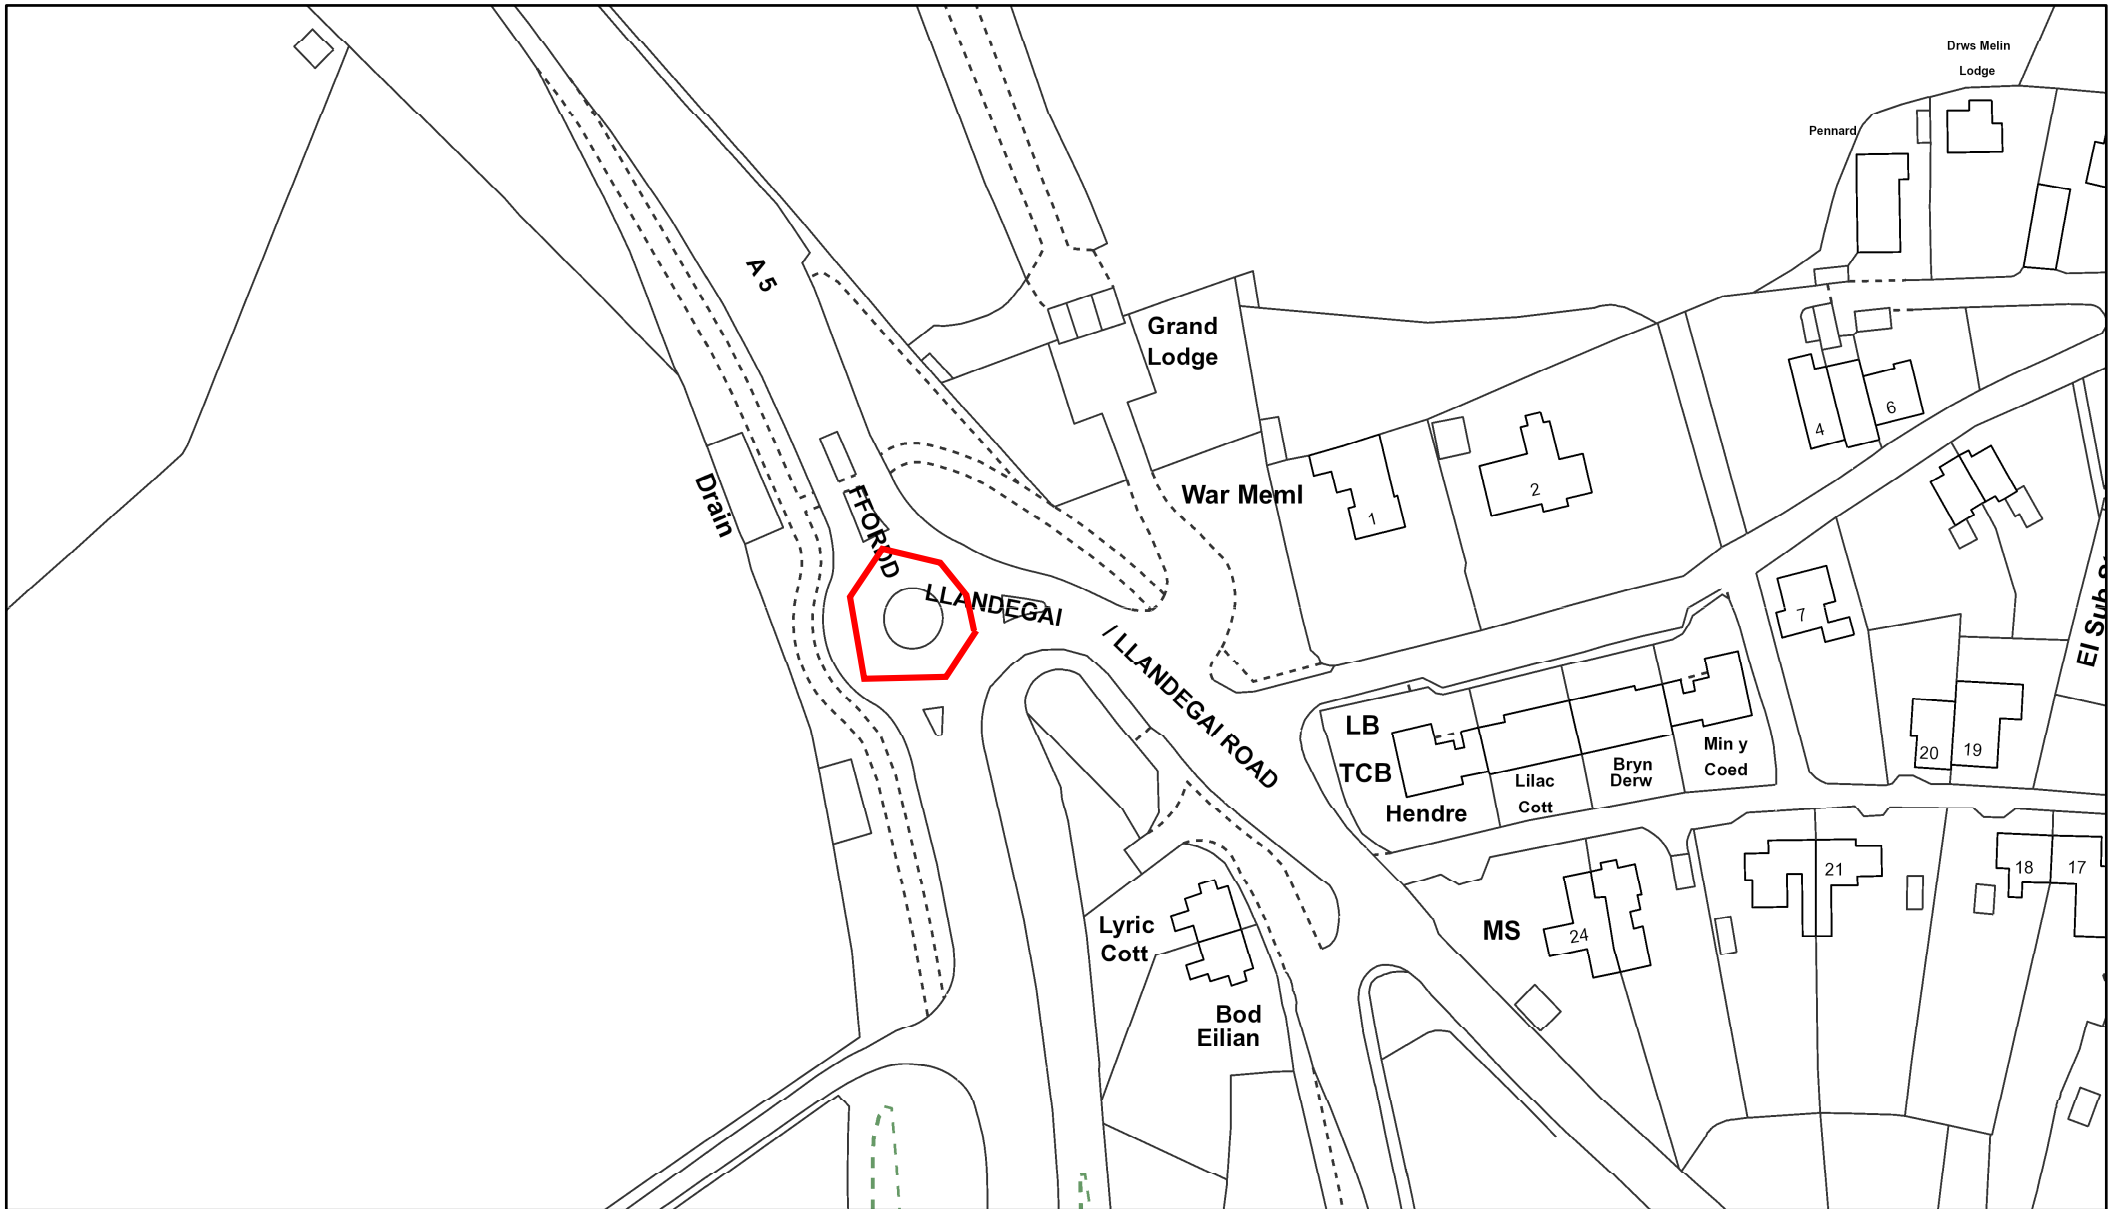 Drws Melin
Lodge
Pennard
A 5
Grand
Lodge
6
4
War Meml
2
1
Drain
FFORDD
LLANDEGAI
/ LLANDEGAI ROAD
7
El Sub S
LB
TCB
Hendre
Lilac
Cott
Bryn
Derw
Min y
Coed
20
19
18
17
21
24
MS
Lyric
Cott
Bod
Eilian